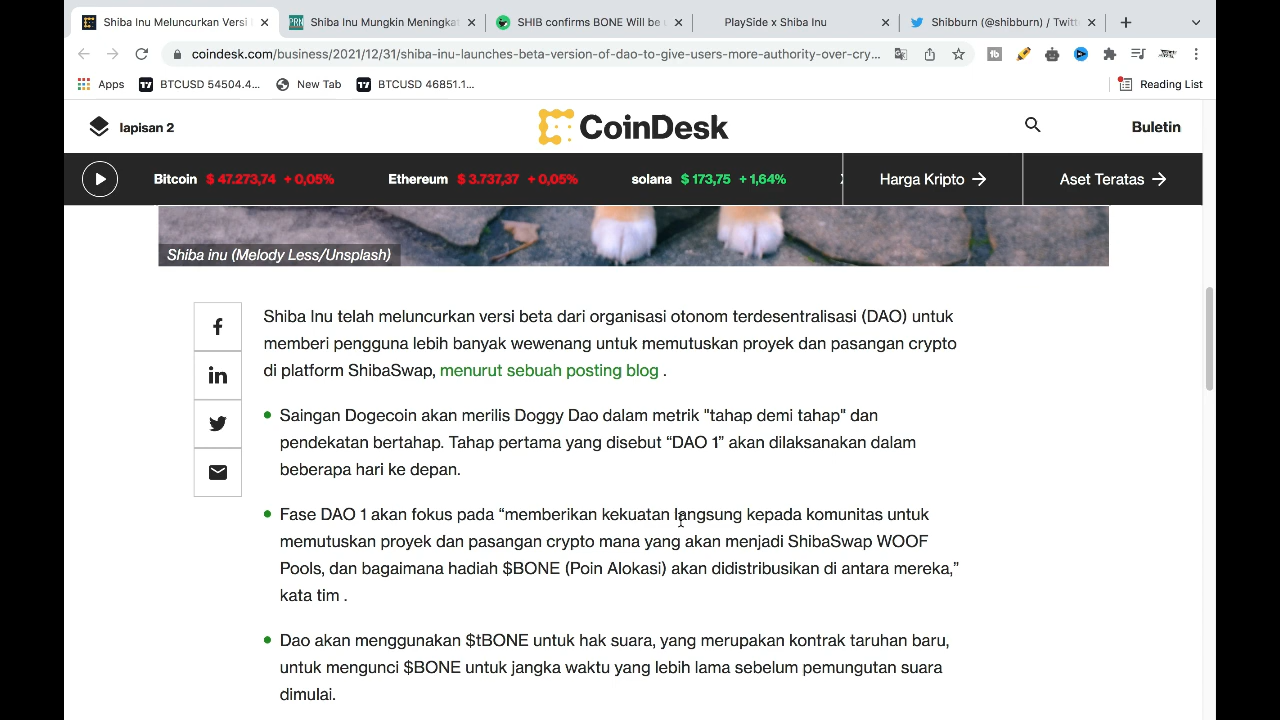 Shiba Inu Meluncurkan Versi
Shiba Inu Mungkin Meningkat
SHIB confirms BONE Will be
PlaySide x Shiba Inu
Shibburn (@shibburn) / Twitt
coindesk.com/business/2021/12/31/shiba-inu-launches-beta-version-of-dao-to-give-users-more-authority-over-cry...
Apps
BTCUSD 54504.4...
New Tab
BTCUSD 46851.1...
Reading List
lapisan 2
CoinDesk
Buletin
Bitcoin $ 47.273,74 + 0,05%
Ethereum $ 3.737,37 + 0,05%
solana $ 173,75 +1,64%
Harga Kripto →
Aset Teratas →
Shiba inu (Melody Less/Unsplash)
Shiba Inu telah meluncurkan versi beta dari organisasi otonom terdesentralisasi (DAO) untuk
memberi pengguna lebih banyak wewenang untuk memutuskan proyek dan pasangan crypto
di platform ShibaSwap, menurut sebuah posting blog .
Saingan Dogecoin akan merilis Doggy Dao dalam metrik "tahap demi tahap" dan
pendekatan bertahap. Tahap pertama yang disebut “DAO 1” akan dilaksanakan dalam
beberapa hari ke depan.
Fase DAO 1 akan fokus pada “memberikan kekuatan langsung kepada komunitas untuk
memutuskan proyek dan pasangan crypto mana yang akan menjadi ShibaSwap WOOF
Pools, dan bagaimana hadiah $BONE (Poin Alokasi) akan didistribusikan di antara mereka,”
kata tim .
Dao akan menggunakan $tBONE untuk hak suara, yang merupakan kontrak taruhan baru,
untuk mengunci $BONE untuk jangka waktu yang lebih lama sebelum pemungutan suara
dimulai.